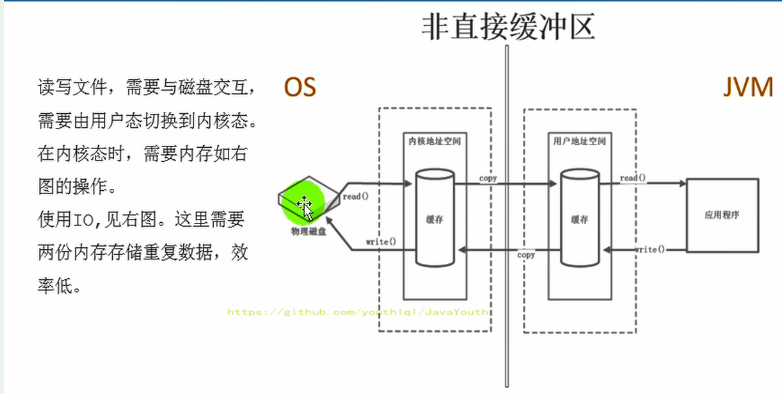 非直接缓冲区
读写文件，需要与磁盘交互，
需要由用户态切换到内核态。
在内核态时，需要内存如右
图的操作。
使用IO,见右图。这里需要
两份内存存储重复数据，效
率低。
OS
JVM
内核地址空间
用户地址空间
read()
copy
read()
物理磁盘
缓存
缓存
应用程序
write()
copy
write()
https://github.com/youthlql/JavaYouth